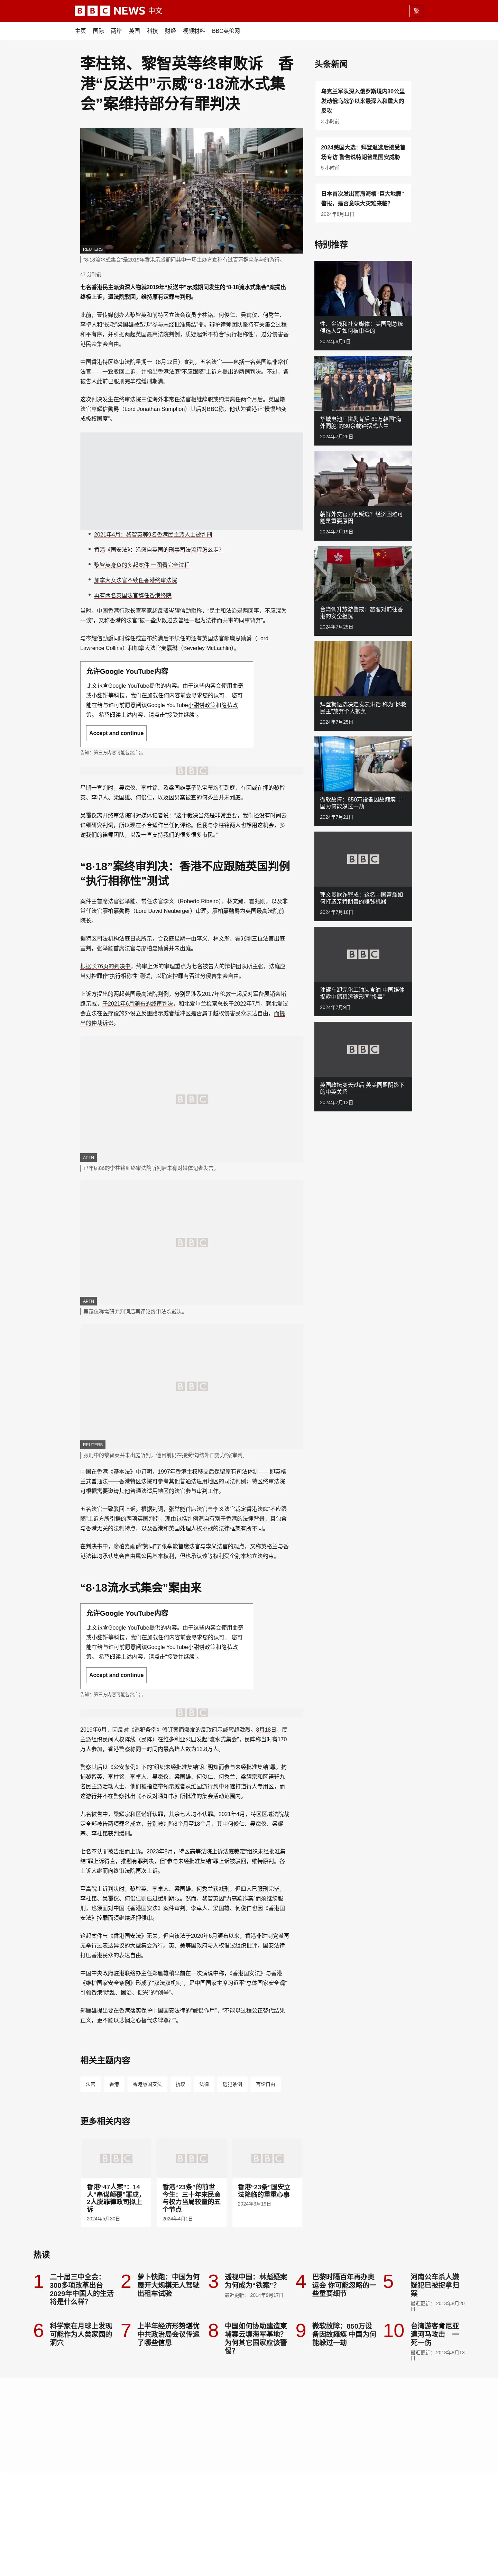 BBC NEWS 中文
繁
主页 国际 两岸 英国 科技 财经 视频材料 BBC英伦网
李柱铭、黎智英等终审败诉 香
港“反送中”示威“8·18流水式集
会”案维持部分有罪判决
REUTERS
“8·18流水式集会”是2019年香港示威期间其中一场主办方宣称有过百万群众参与的游行。
47 分钟前
七名香港民主派资深人物就2019年“反送中”示威期间发生的“8·18流水式集会”案提出
终极上诉，遭法院驳回，维持原有定罪与刑期。
此前，壹传媒创办人黎智英和前特区立法会议员李柱铭、何俊仁、吴霭仪、何秀兰、
李卓人和“长毛”梁国雄被起诉“参与未经批准集结”罪。辩护律师团坚持有关集会过程
和平有序，并引据两起英国最高法院判例，质疑起诉不符合“执行相称性”，过分侵害香
港民众集会自由。
中国香港特区终审法院星期一（8月12日）宣判，五名法官——包括一名英国籍非常任
法官——一致驳回上诉，并指出香港法庭“不应跟随”上诉方提出的两例判决。不过，各
被告人此前已服刑完毕或缓刑期满。
这次判决发生在终审法院三位海外非常任法官相继辞职或约满离任两个月后。英国籍
法官岑耀信勋爵（Lord Jonathan Sumption）其后对BBC称，他认为香港正“慢慢地变
成极权国度”。
2021年4月：黎智英等9名香港民主派人士被判刑
香港《国安法》：沿袭自英国的刑事司法流程怎么走？
黎智英身负的多起案件 一图看完全过程
加拿大女法官不续任香港终审法院
再有两名英国法官辞任香港终院
当时，中国香港行政长官李家超反驳岑耀信勋爵称，“民主和法治是两回事，不应混为
一谈”，又称香港的法官“被一些少数过去曾经一起为法律而共事的同事背弃”。
与岑耀信勋爵同时辞任或宣布约满后不续任的还有英国法官郝廉思勋爵（Lord
Lawrence Collins）和加拿大法官麦嘉琳（Beverley McLachlin）。
允许Google YouTube内容
此文包含Google YouTube提供的内容。由于这些内容会使用曲奇
或小甜饼等科技，我们在加载任何内容前会寻求您的认可。 您可
能在给与许可前愿意阅读Google YouTube小甜饼政策和隐私政
策。 希望阅读上述内容，请点击“接受并继续”。
Accept and continue
告知：第三方内容可能包含广告
BBC
星期一宣判时，吴霭仪、李柱铭、及梁国雄妻子陈宝莹均有到庭，在囚或在押的黎智
英、李卓人、梁国雄、何俊仁，以及因另案被查的何秀兰并未到庭。
吴霭仪离开终审法院时对媒体记者说：“这个裁决当然是非常重要，我们还没有时间去
详细研究判词，所以现在不会适作出任何评论。但我与李柱铭两人也想用这机会，多
谢我们的律师团队，以及一直支持我们的很多很多市民。”
“8·18”案终审判决：香港不应跟随英国判例
“执行相称性”测试
案件由首席法官张举能、常任法官李义（Roberto Ribeiro）、林文瀚、霍兆刚，以及非
常任法官廖柏嘉勋爵（Lord David Neuberger）审理。廖柏嘉勋爵为英国最高法院前
院长。
据特区司法机构法庭日志所示，合议庭星期一由李义、林文瀚、霍兆刚三位法官出庭
宣判，张举能首席法官与廖柏嘉勋爵并未出庭。
根据长76页的判决书，终审上诉的审理重点为七名被告人的辩护团队所主张，法庭应
当对控罪作“执行相称性”测试，以确定控罪有否过分侵害集会自由。
上诉方提出的两起英国最高法院判例，分别是涉及2017年伦敦一起反对军备展销会堵
路示威，于2021年6月颁布的终审判决，和北爱尔兰检察总长于2022年7月，就北爱议
会立法在医疗设施外设立反堕胎示威者缓冲区是否属于越权侵害民众表达自由，而提
出的仲裁诉讼。
BBC
APTN
已年届86的李柱铭到终审法院听判后未有对媒体记者发言。
BBC
APTN
吴霭仪称需研究判词后再评论终审法院裁决。
BBC
REUTERS
服刑中的黎智英并未出庭听判，他目前仍在接受“勾结外国势力”案审判。
中国在香港《基本法》中订明，1997年香港主权移交后保留原有司法体制——即英格
兰式普通法——香港特区法院可参考其他普通法适用地区的司法判例；特区终审法院
可根据需要邀请其他普通法适用地区的法官参与审判工作。
五名法官一致驳回上诉。根据判词，张举能首席法官与李义法官裁定香港法庭“不应跟
随”上诉方所引据的两项英国判例，理由包括判例源自有别于香港的法律背景，且包含
与香港无关的法制特点，以及香港和英国处理人权挑战的法律框架有所不同。
在判决书中，廖柏嘉勋爵“赞同”了张举能首席法官与李义法官的观点，又称英格兰与香
港法律均承认集会自由属公民基本权利，但也承认该等权利受个别本地立法约束。
“8·18流水式集会”案由来
允许Google YouTube内容
此文包含Google YouTube提供的内容。由于这些内容会使用曲奇
或小甜饼等科技，我们在加载任何内容前会寻求您的认可。 您可
能在给与许可前愿意阅读Google YouTube小甜饼政策和隐私政
策。 希望阅读上述内容，请点击“接受并继续”。
Accept and continue
告知：第三方内容可能包含广告
BBC
2019年6月，因反对《逃犯条例》修订案而爆发的反政府示威转趋激烈。8月18日，民
主派组织民间人权阵线（民阵）在维多利亚公园发起“流水式集会”，民阵称当时有170
万人参加，香港警察称同一时间内最高峰人数为12.8万人。
警察其后以《公安条例》下的“组织未经批准集结”和“明知而参与未经批准集结”罪，拘
捕黎智英、李柱铭、李卓人、吴霭仪、梁国雄、何俊仁、何秀兰、梁耀宗和区诺轩九
名民主派活动人士，他们被指控带领示威者从维园游行到中环遮打道行人专用区，而
这游行并不在警察批出《不反对通知书》所批准的集会活动范围内。
九名被告中，梁耀宗和区诺轩认罪，其余七人均不认罪。2021年4月，特区区域法院裁
定全部被告两项罪名成立，分别被判监8个月至18个月，其中何俊仁、吴霭仪、梁耀
宗、李柱铭获判缓刑。
七名不认罪被告继而上诉。2023年8月，特区高等法院上诉法庭裁定“组织未经批准集
结”罪上诉得直，推翻有罪判决，但“参与未经批准集结”罪上诉被驳回，维持原判。各
上诉人继而向终审法院再次上诉。
至高院上诉判决时，黎智英、李卓人、梁国雄、何秀兰获减刑，但四人已服刑完毕，
李柱铭、吴霭仪、何俊仁则已过缓刑期限。然而，黎智英因“力高欺诈案”而须继续服
刑，也须面对中国《香港国安法》案件审判。李卓人、梁国雄、何俊仁也因《香港国
安法》控罪而须继续还押候审。
这起案件与《香港国安法》无关，但自该法于2020年6月颁布以来，香港非建制党派再
无举行过表达异议的大型集会游行。英、美等国政府与人权倡议组织批评，国安法律
打压香港民众的表达自由。
中国中央政府驻港联络办主任郑雁雄稍早前在一次演说中称，《香港国安法》与香港
《维护国家安全条例》形成了“双法双机制”，是中国国家主席习近平“总体国家安全观”
引领香港“除乱、固治、促兴”的“创举”。
郑雁雄提出要在香港落实保护中国国安法律的“威慑作用”，“不能以过程公正替代结果
正义，更不能以悲悯之心替代法律尊严”。
相关主题内容
法官 香港 香港版国安法 抗议 法律 逃犯条例 言论自由
更多相关内容
BBC
香港“47人案”：14
人“串谋颠覆”罪成，
2人脱罪律政司拟上
诉
2024年5月30日
BBC
香港“23条”的前世
今生：三十年来民意
与权力当局较量的五
个节点
2024年4月1日
BBC
香港“23条”国安立
法降临的重重心事
2024年3月19日
头条新闻
乌克兰军队深入俄罗斯境内30公里
发动俄乌战争以来最深入和重大的
反攻
3 小时前
2024美国大选：拜登退选后接受首
场专访 警告说特朗普是国安威胁
5 小时前
日本首次发出南海海槽“巨大地震”
警报，是否意味大灾难来临？
2024年8月11日
特别推荐
性、金钱和社交媒体：美国副总统
候选人是如何被审查的
2024年8月1日
华城电池厂惨剧背后 65万韩国“海
外同胞”的30余载钟摆式人生
2024年7月26日
朝鲜外交官为何叛逃？经济困难可
能是重要原因
2024年7月19日
台湾调升旅游警戒：旅客对前往香
港的安全担忧
2024年7月25日
拜登就退选决定发表讲话 称为“拯救
民主”放弃个人抱负
2024年7月25日
微软故障：850万设备因故瘫痪 中
国为何能躲过一劫
2024年7月21日
BBC
郭文贵欺诈罪成：这名中国富翁如
何打造亲特朗普的赚钱机器
2024年7月18日
BBC
油罐车卸完化工油装食油 中国媒体
揭露中储粮运输形同“投毒”
2024年7月9日
BBC
英国政坛变天过后 英美同盟阴影下
的中英关系
2024年7月12日
热读
1
二十届三中全会：
300多项改革出台
2029年中国人的生活
将是什么样？
2
萝卜快跑：中国为何
展开大规模无人驾驶
出租车试验
3
透视中国：林彪疑案
为何成为“铁案”？
最近更新： 2014年9月17日
4
巴黎时隔百年再办奥
运会 你可能忽略的一
些重要细节
5
河南公车杀人嫌
疑犯已被捉拿归
案
最近更新： 2013年8月20
日
6
科学家在月球上发现
可能作为人类家园的
洞穴
7
上半年经济形势堪忧
中共政治局会议传递
了哪些信息
8
中国如何协助建造柬
埔寨云壤海军基地？
为何其它国家应该警
惕？
9
微软故障：850万设
备因故瘫痪 中国为何
能躲过一劫
10
台湾游客肯尼亚
遭河马攻击 一
死一伤
最近更新： 2018年8月13
日